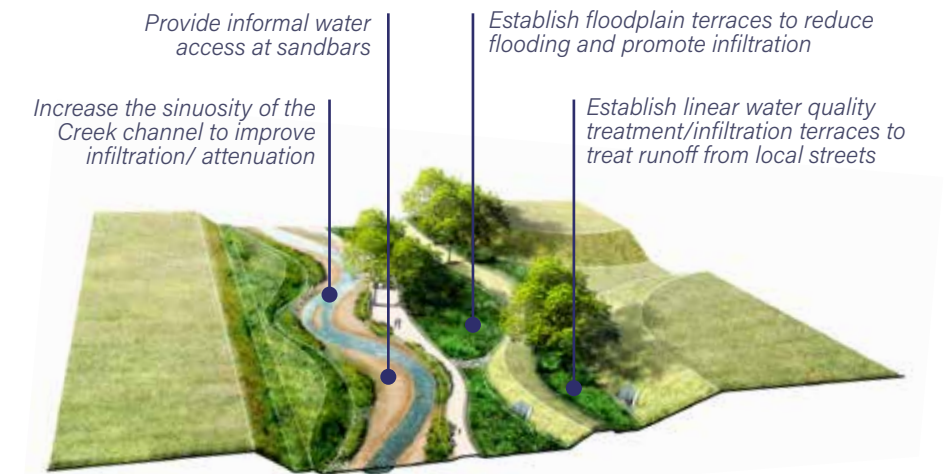 Provide informal water
access at sandbars
Establish floodplain terraces to reduce
flooding and promote infiltration
Increase the sinuosity of the
Creek channel to improve
infiltration/ attenuation
Establish linear water quality
treatment/infiltration terraces to
treat runoff from local streets